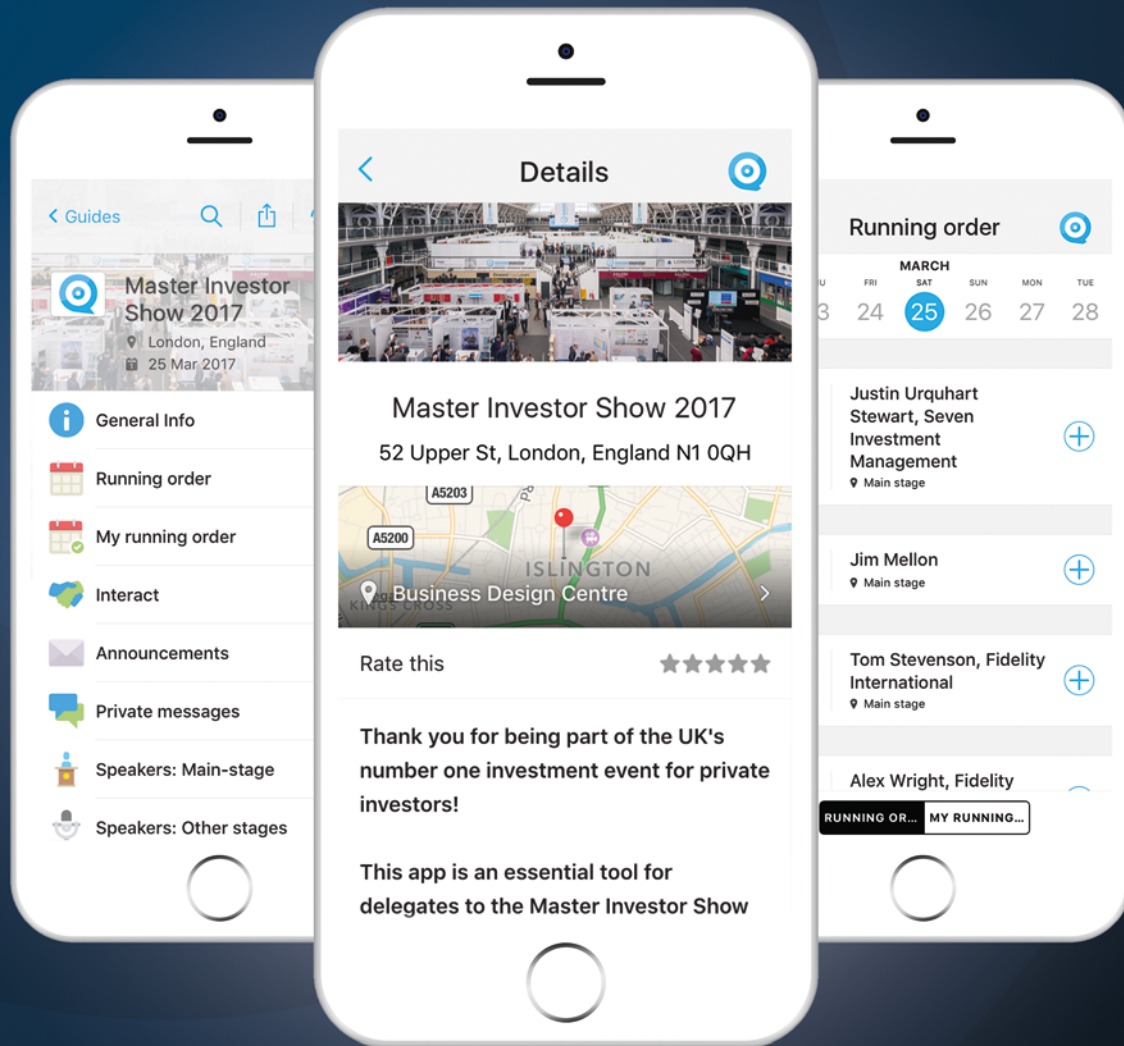 Guides
Master Investor
Show 2017
London, England
25 Mar 2017
General Info
Running order
My running order
Interact
Announcements
Private messages
Speakers: Main-stage
Speakers: Other stages
Details
Master Investor Show 2017
52 Upper St, London, England N1 0QH
A5203
Rd
A5200
ISLINGTON
KINGS CROSS
Business Design Centre
Rate this
Thank you for being part of the UK's
number one investment event for private
investors!
This app is an essential tool for
delegates to the Master Investor Show
Running order
MARCH
FRI SAT SUN MON TUE
3 24 25 26 27 28
Justin Urquhart
Stewart, Seven
Investment
Management
Main stage
Jim Mellon
Main stage
Tom Stevenson, Fidelity
International
Main stage
Alex Wright, Fidelity
RUNNING OR... MY RUNNING...